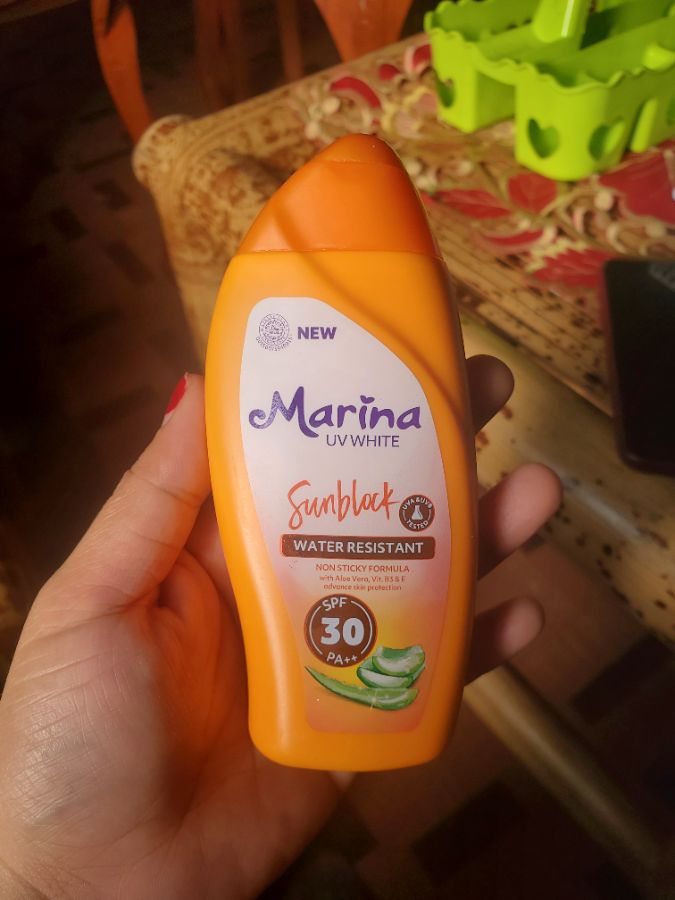 NEW
Marina
UV WHITE
Sunblock
UVA & UVB
TESTED
WATER RESISTANT
NON STICKY FORMULA
with Aloe Vera, Vit. B3 & E
advance skin protection
SPF
30
PA++